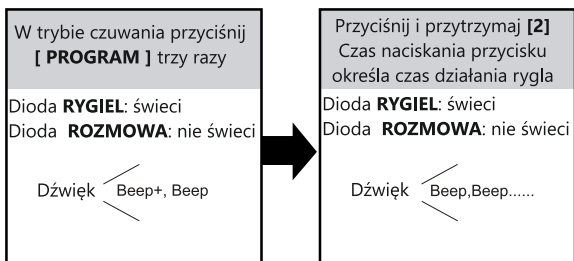 W trybie czuwania przyciśnij
[ PROGRAM ] trzy razy
Dioda RYGIEL: świeci
Dioda ROZMOWA: nie świeci
Dźwięk
Beep+, Beep
Przyciśnij i przytrzymaj [2]
Czas naciskania przycisku
określa czas działania rygla
Dioda RYGIEL: świeci
Dioda ROZMOWA: nie świeci
Dźwięk
Beep,Beep......